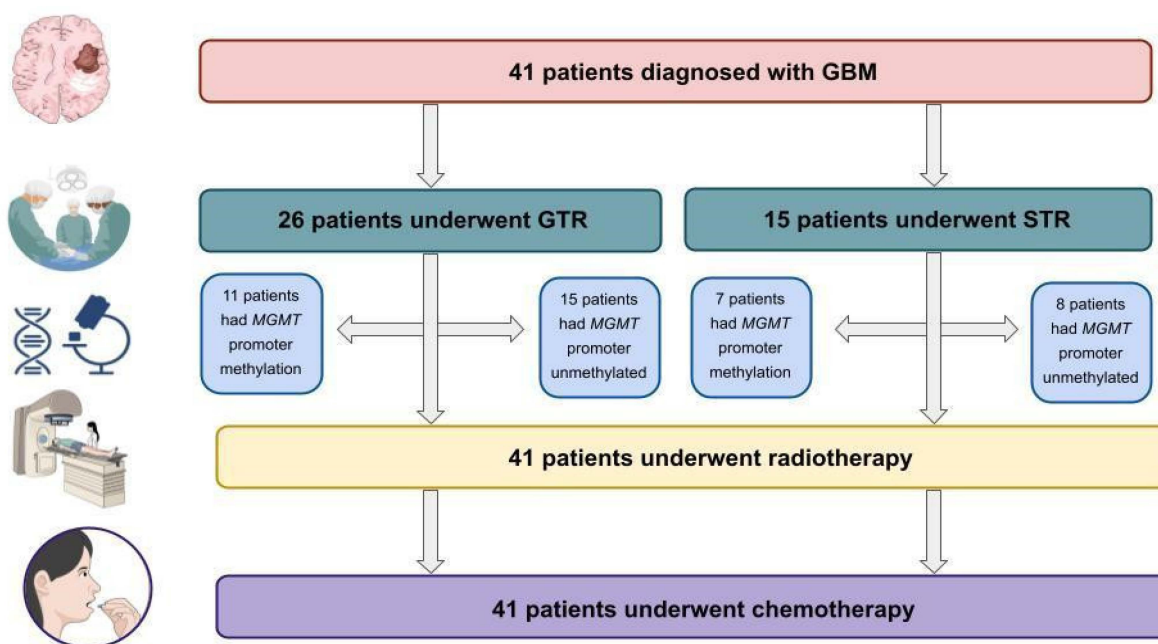 41 patients diagnosed with GBM
26 patients underwent GTR
15 patients underwent STR
11 patients
had MGMT
promoter
methylation
15 patients
had MGMT
promoter
unmethylated
7 patients
had MGMT
promoter
methylation
8 patients
had MGMT
promoter
unmethylated
41 patients underwent radiotherapy
41 patients underwent chemotherapy